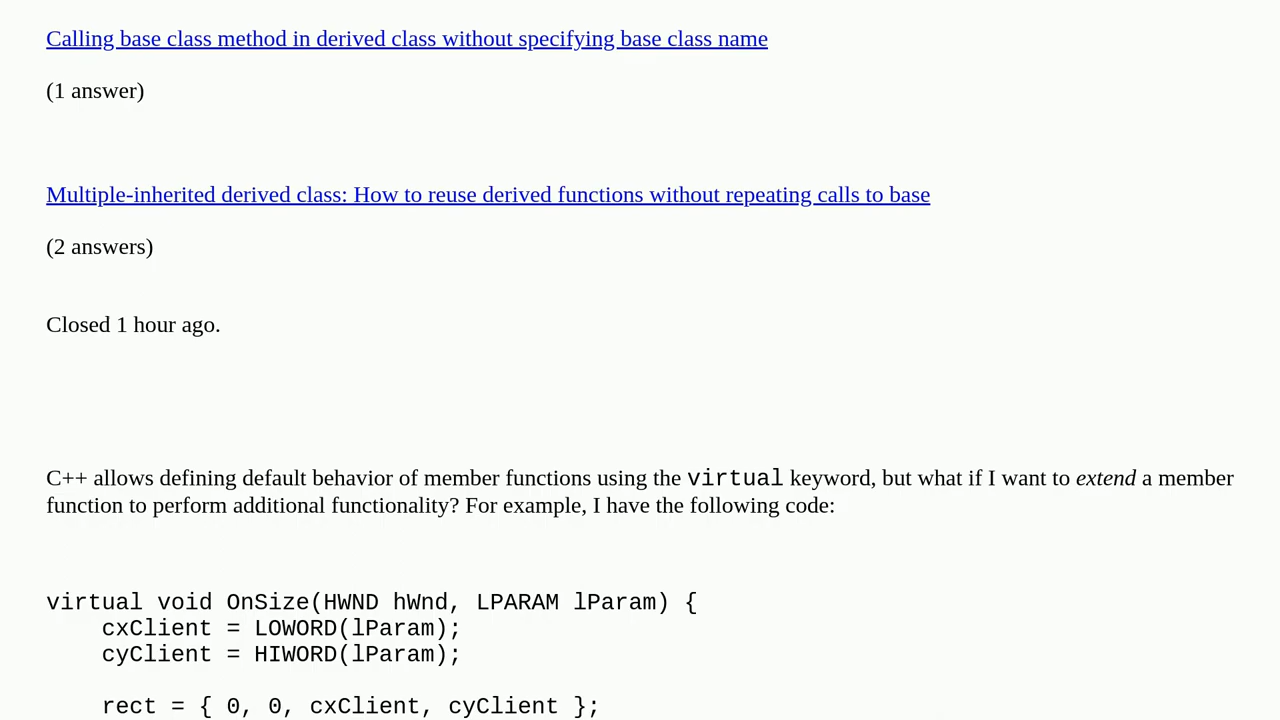 Calling base class method in derived class without specifying base class name
(1 answer)
Multiple-inherited derived class: How to reuse derived functions without repeating calls to base
(2 answers)
Closed 1 hour ago.
C++ allows defining default behavior of member functions using the virtual keyword, but what if I want to extend a member
function to perform additional functionality? For example, I have the following code:
virtual void OnSize(HWND hWnd, LPARAM lParam) {
    cxClient = LOWORD(lParam);
    cyClient = HIWORD(lParam);
    rect = { 0, 0, cxClient, cyClient };